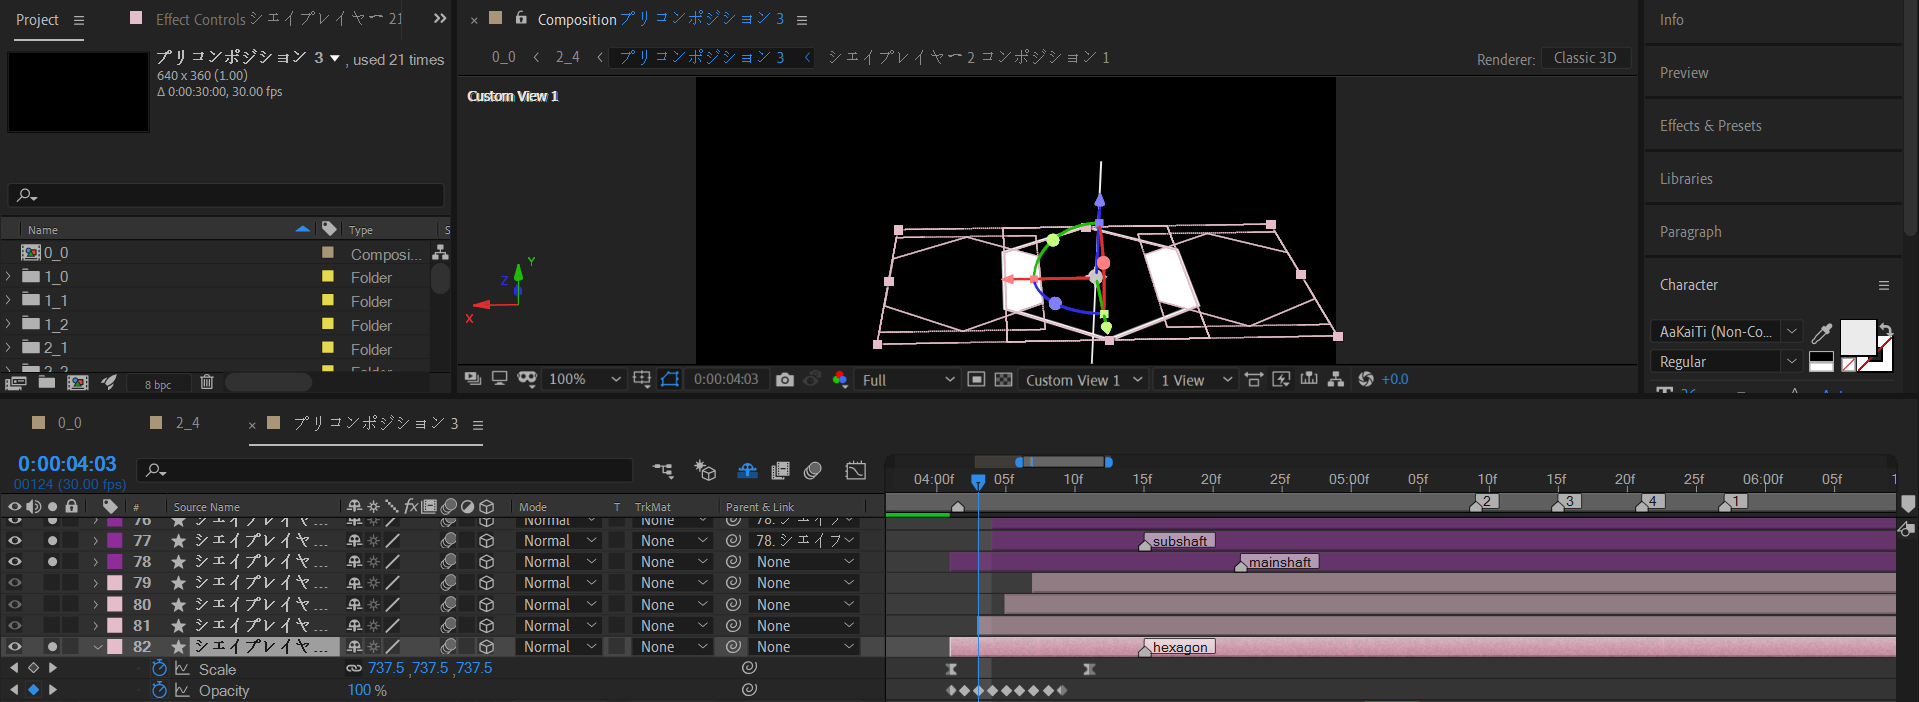 Project
Effect Controls シェイプレイヤー 21
Composition プリコンポジション 3
プリコンポジション 3 , used 21 times
640 x 360 (1.00)
Δ 0:00:30:00, 30.00 fps
0_0
2_4
プリコンポジション 3
シェイプレイヤー 2 コンポジション 1
Renderer: Classic 3D
Custom View 1
Y
Z
X
Name Type S
0_0 Composi...
1_0 Folder
1_1 Folder
1_2 Folder
2_1 Folder
8 bpc
100% 0:00:04:03 Full Custom View 1 1 View +0.0
Info
Preview
Effects & Presets
Libraries
Paragraph
Character
AaKaiTi (Non-Co...
Regular
0_0 2_4 プリコンポジション 3
0:00:04:03
00124 (30.00 fps)
04:00f 05f 10f 15f 20f 25f 05:00f 05f 10f 15f 20f 25f 06:00f 05f 1
# Source Name fx Mode T TrkMat Parent & Link
2 3 4 1
76 シェイプレイヤ... Normal None 78. シェイプ
77 シェイプレイヤ... Normal None 78. シェイプ
subshaft
78 シェイプレイヤ... Normal None None
mainshaft
79 シェイプレイヤ... Normal None None
80 シェイプレイヤ... Normal None None
81 シェイプレイヤ... Normal None None
82 シェイプレイヤ... Normal None None
hexagon
Scale 737.5 ,737.5 ,737.5
Opacity 100 %